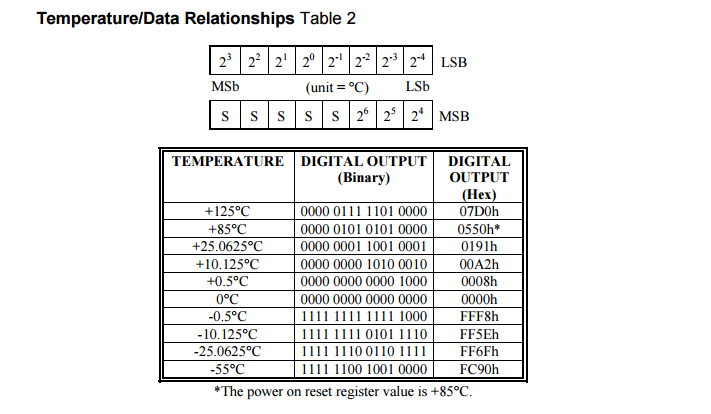 Temperature/Data Relationships Table 2
2³ 2² 2¹ 2⁰ 2⁻¹ 2⁻² 2⁻³ 2⁻⁴ LSB
MSb (unit = °C) LSb
S S S S S 2⁶ 2⁵ 2⁴ MSB
TEMPERATURE DIGITAL OUTPUT (Binary) DIGITAL OUTPUT (Hex)
+125°C 0000 0111 1101 0000 07D0h
+85°C 0000 0101 0101 0000 0550h*
+25.0625°C 0000 0001 1001 0001 0191h
+10.125°C 0000 0000 1010 0010 00A2h
+0.5°C 0000 0000 0000 1000 0008h
0°C 0000 0000 0000 0000 0000h
-0.5°C 1111 1111 1111 1000 FFF8h
-10.125°C 1111 1111 0101 1110 FF5Eh
-25.0625°C 1111 1110 0110 1111 FF6Fh
-55°C 1111 1100 1001 0000 FC90h
*The power on reset register value is +85°C.